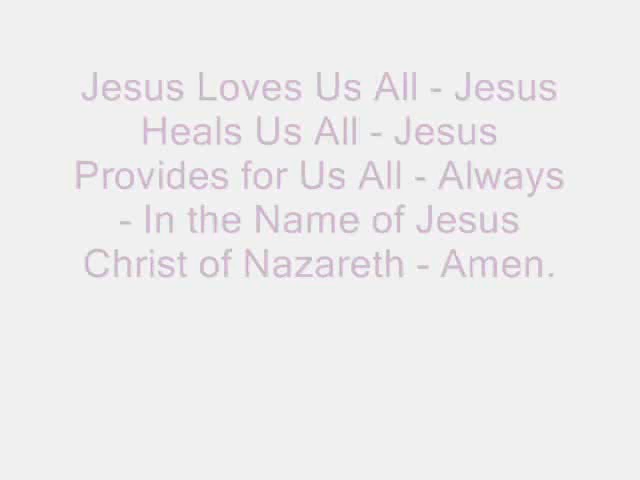 Jesus Loves Us All - Jesus
Heals Us All - Jesus
Provides for Us All - Always
- In the Name of Jesus
Christ of Nazareth - Amen.